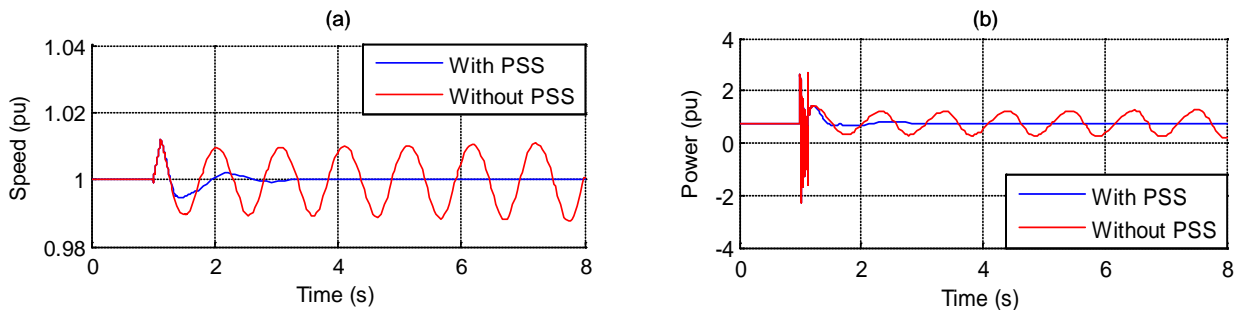 (a)
1.04
1.02
1
0.98
Speed (pu)
With PSS
Without PSS
0
2
4
6
8
Time (s)
(b)
4
2
0
-2
-4
Power (pu)
With PSS
Without PSS
0
2
4
6
8
Time (s)